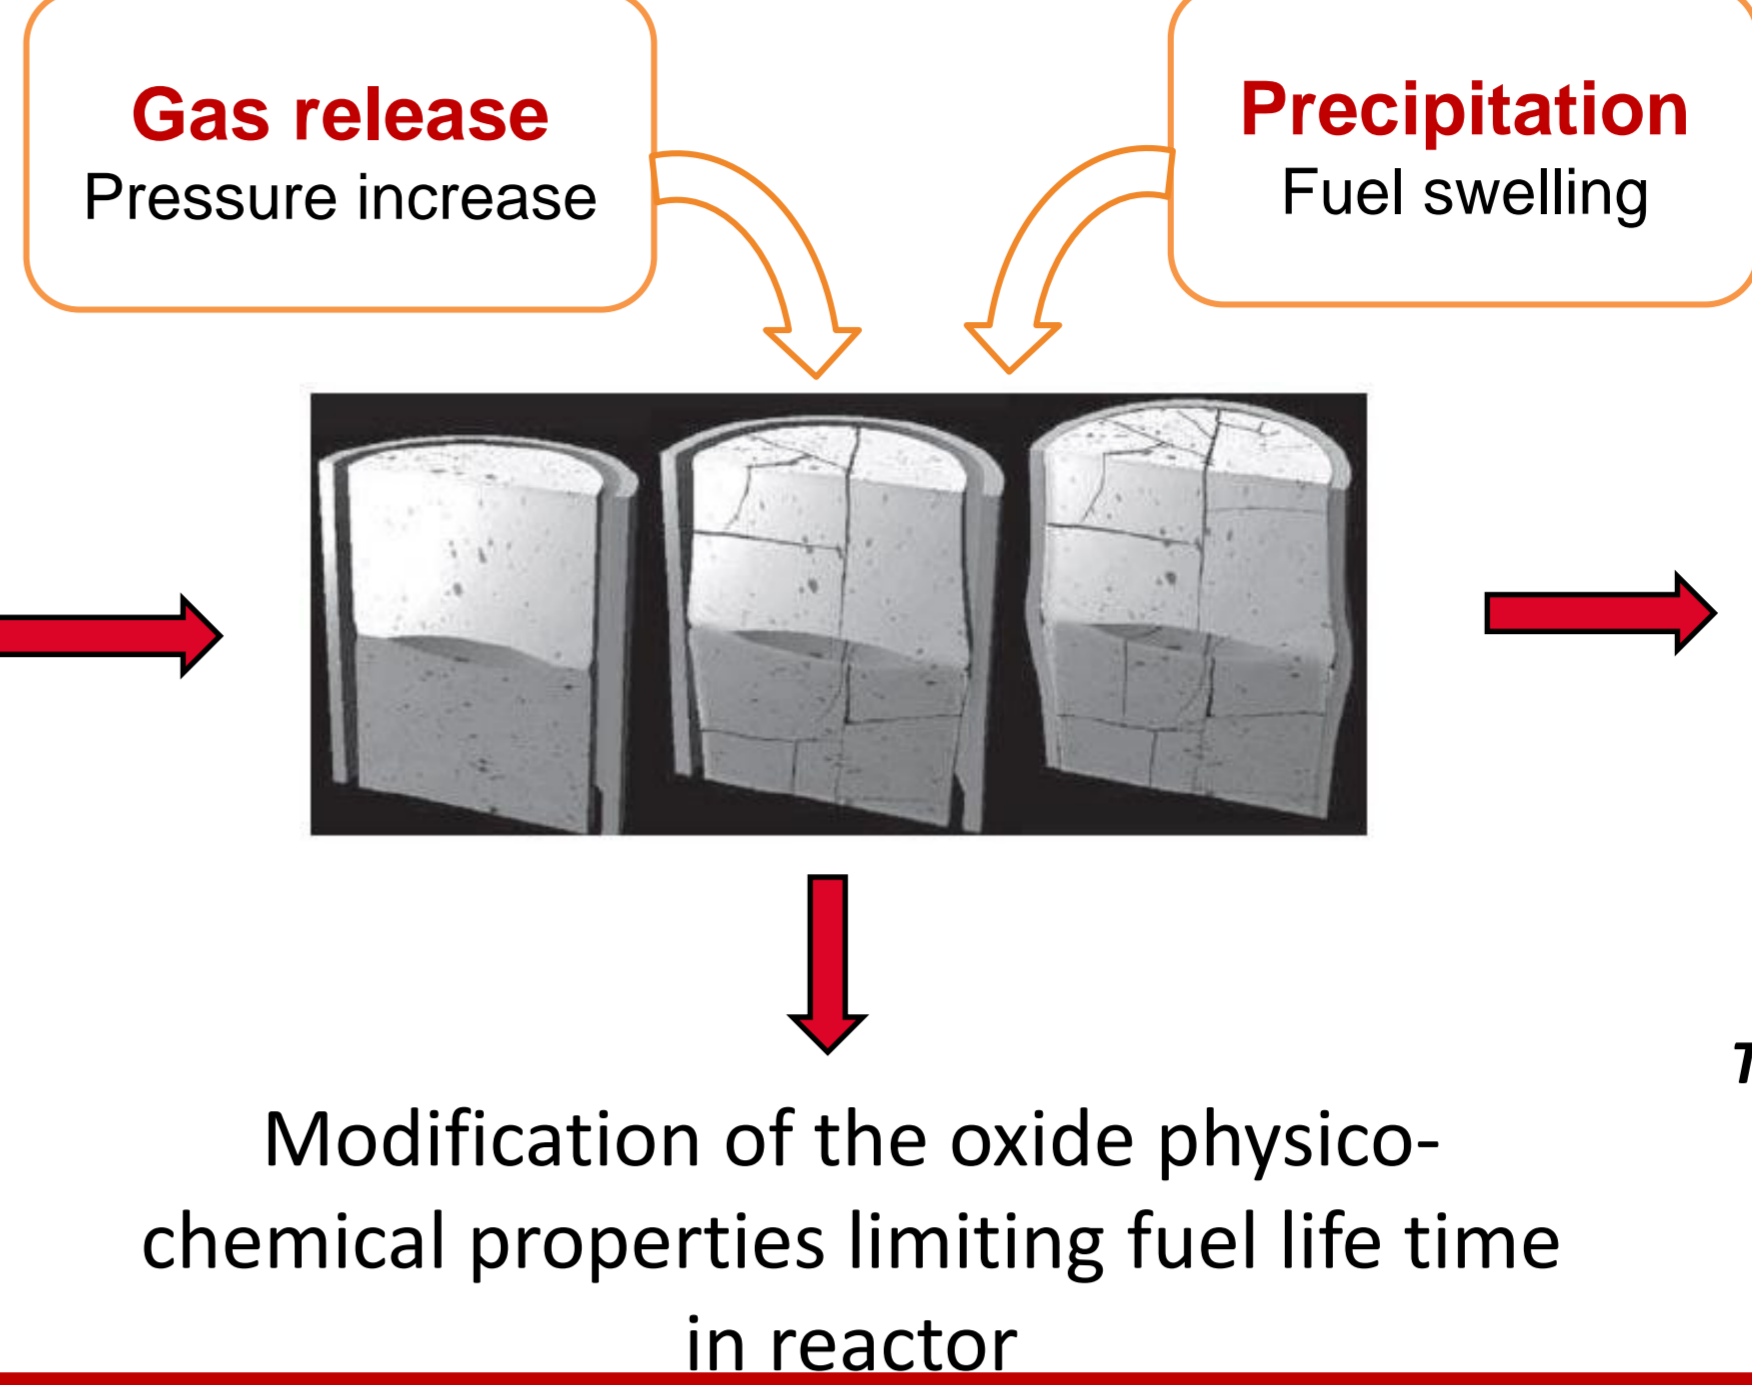 Gas release
Pressure increase
Precipitation
Fuel swelling
T
Modification of the oxide physico-
chemical properties limiting fuel life time
in reactor